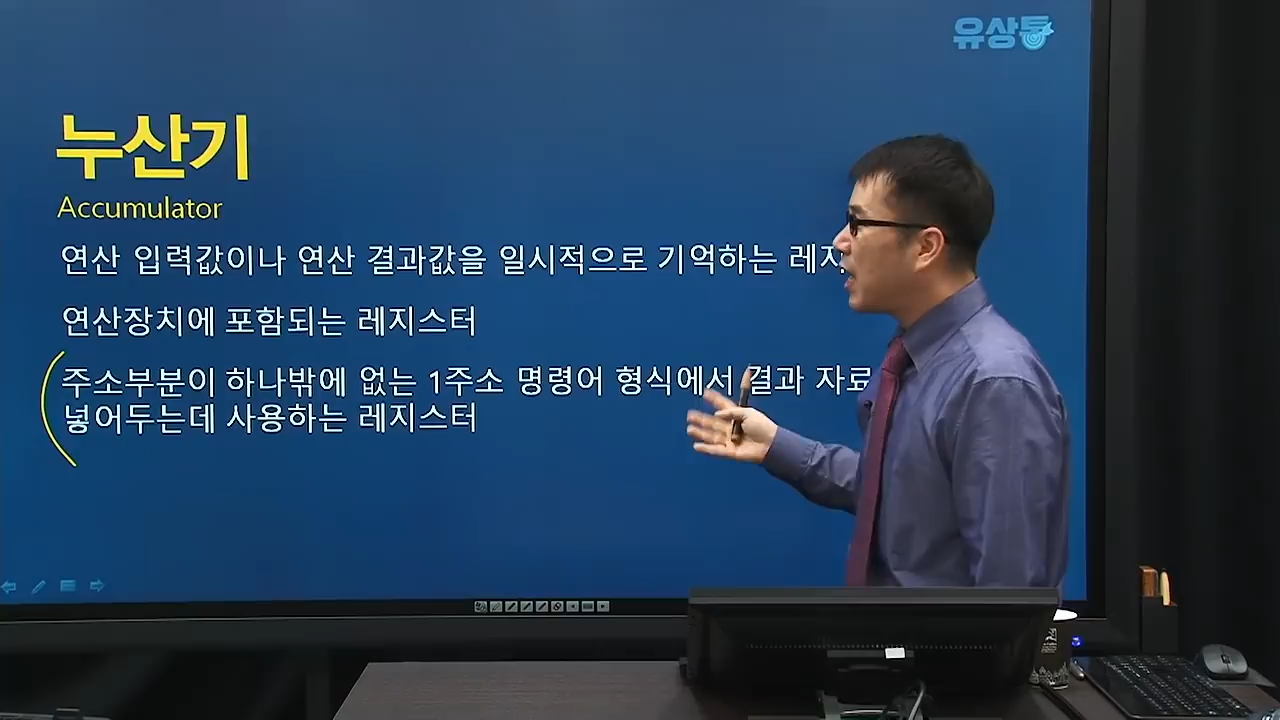 유상통
누산기
Accumulator
연산 입력값이나 연산 결과값을 일시적으로 기억하는
연산장치에 포함되는 레지스터
주소부분이 하나밖에 없는 1주소 명령어 형식에서 결과 자료
넣어두는데 사용하는 레지스터